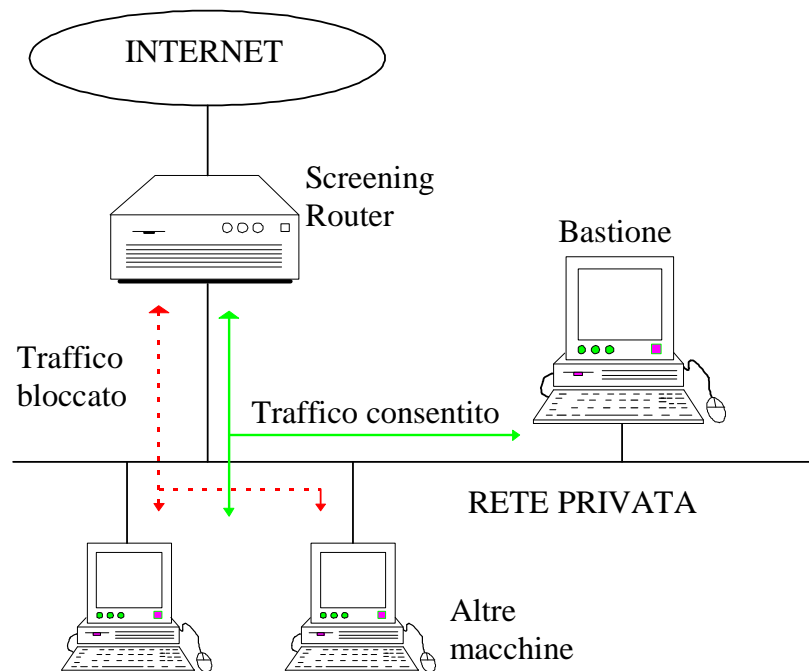 INTERNET
Screening
Router
Bastione
Traffico
bloccato
Traffico consentito
RETE PRIVATA
Altre
macchine